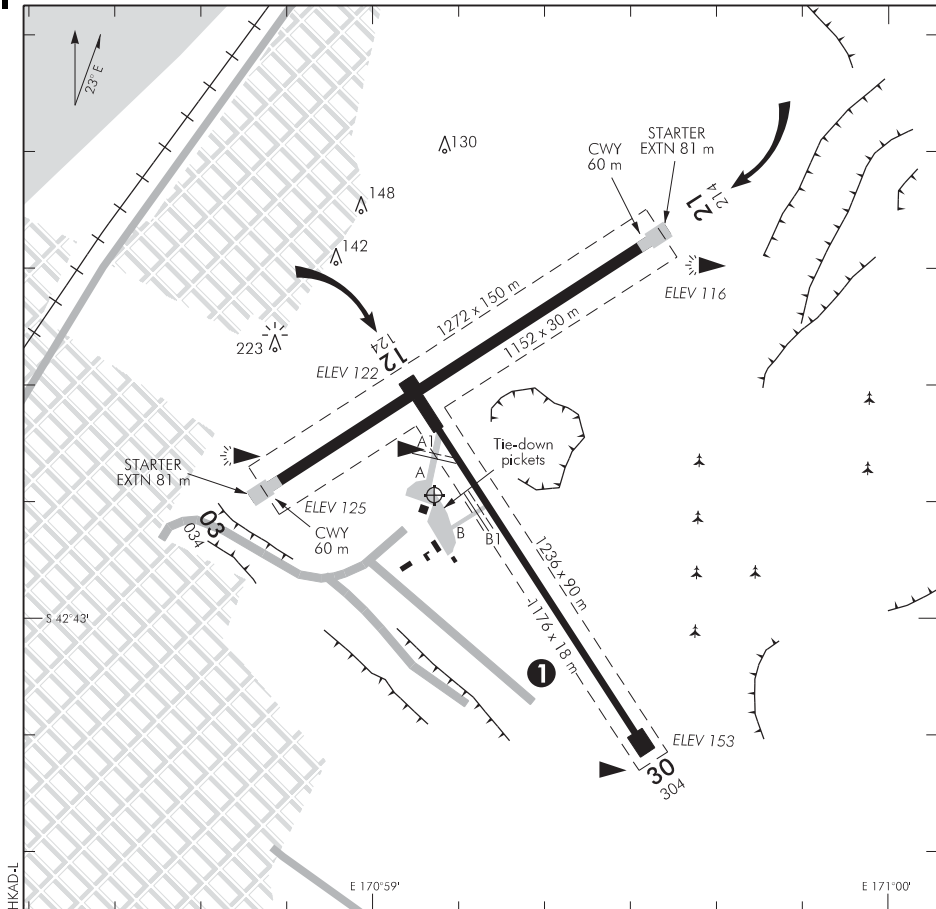 23° E
130
STARTER
EXTN 81 m
CWY
60 m
148
21
214
142
ELEV 116
1272 x 150 m
1152 x 30 m
223
124
12
ELEV 122
A1
Tie-down
pickets
STARTER
EXTN 81 m
A
ELEV 125
03
034
CWY
60 m
B
B1
1236 x 90 m
1176 x 18 m
S 42°43'
1
ELEV 153
30
304
HKAD-L
E 170°59'
E 171°00'